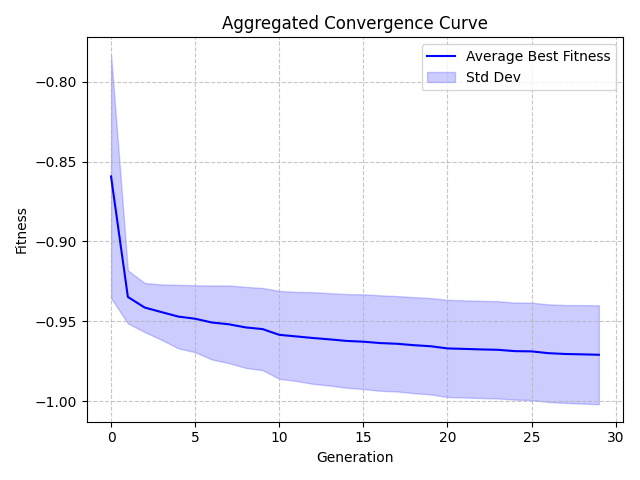 Aggregated Convergence Curve
Average Best Fitness
Std Dev
Fitness
−0.80
−0.85
−0.90
−0.95
−1.00
0 5 10 15 20 25 30
Generation